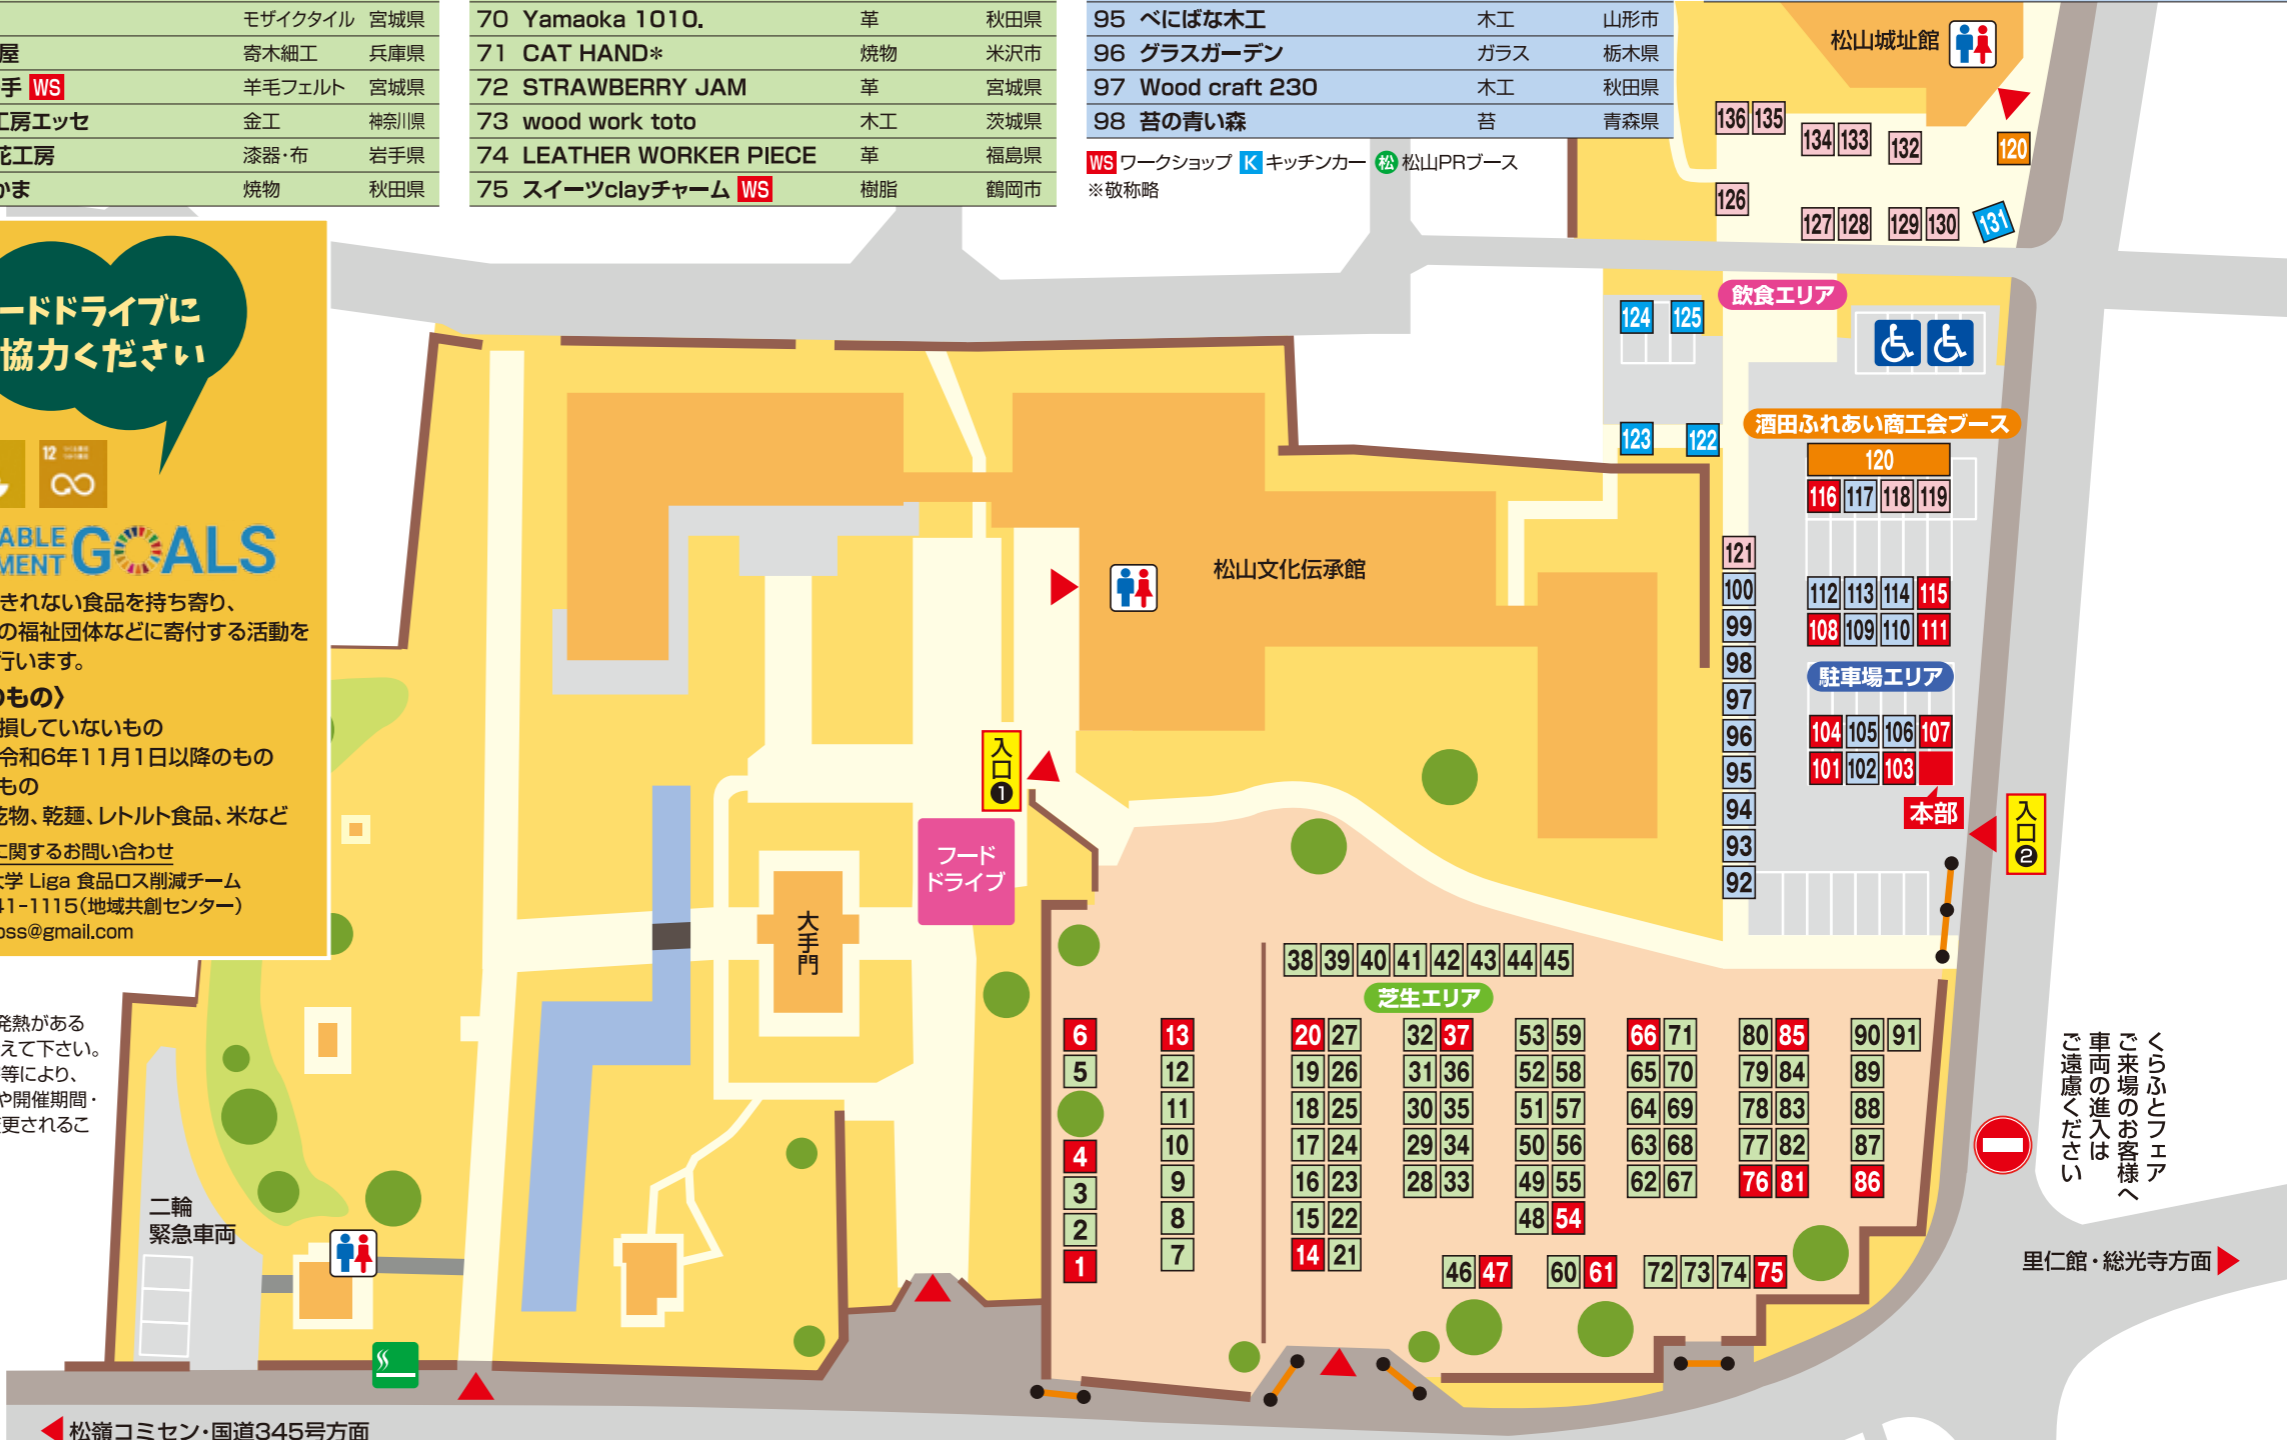 モザイクタイル 宮城県
屋 寄木細工 兵庫県
手 WS 羊毛フェルト 宮城県
工房エッセ 金工 神奈川県
花工房 漆器・布 岩手県
かま 焼物 秋田県
70 Yamaoka 1010. 革 秋田県
71 CAT HAND* 焼物 米沢市
72 STRAWBERRY JAM 革 宮城県
73 wood work toto 木工 茨城県
74 LEATHER WORKER PIECE 革 福島県
75 スイーツclayチャーム WS 樹脂 鶴岡市
95 べにばな木工 木工 山形市
96 グラスガーデン ガラス 栃木県
97 Wood craft 230 木工 秋田県
98 苔の青い森 苔 青森県
WS ワークショップ K キッチンカー 松 松山PRブース
※敬称略
松山城址館
136 135
134 133
132
120
126
127 128
129 130
131
ードドライブに
協力ください
12
ABLE
MENT
GOALS
きれない食品を持ち寄り、
の福祉団体などに寄付する活動を
行います。
のもの〉
損していないもの
令和6年11月1日以降のもの
もの
乾物、乾麺、レトルト食品、米など
に関するお問い合わせ
大学 Liga 食品ロス削減チーム
41-1115(地域共創センター)
oss@gmail.com
発熱がある
えて下さい。
等により、
や開催期間・
更されるこ
飲食エリア
124 125
123 122
酒田ふれあい商工会ブース
120
116 117 118 119
112 113 114 115
108 109 110 111
駐車場エリア
104 105 106 107
101 102 103
本部
入口❷
121
100
99
98
97
96
95
94
93
92
松山文化伝承館
入口❶
フード
ドライブ
大手門
38 39 40 41 42 43 44 45
芝生エリア
6 13 20 27 32 37 53 59 66 71 80 85 90 91
5 12 19 26 31 36 52 58 65 70 79 84 89
11 18 25 30 35 51 57 64 69 78 83 88
4 10 17 24 29 34 50 56 63 68 77 82 87
3 9 16 23 28 33 49 55 62 67 76 81 86
2 8 15 22 48 54
1 7 14 21 46 47 60 61 72 73 74 75
くらふとフェア
ご来場のお客様へ
車両の進入は
ご遠慮ください
二輪
緊急車両
里仁館・総光寺方面
松嶺コミセン・国道345号方面